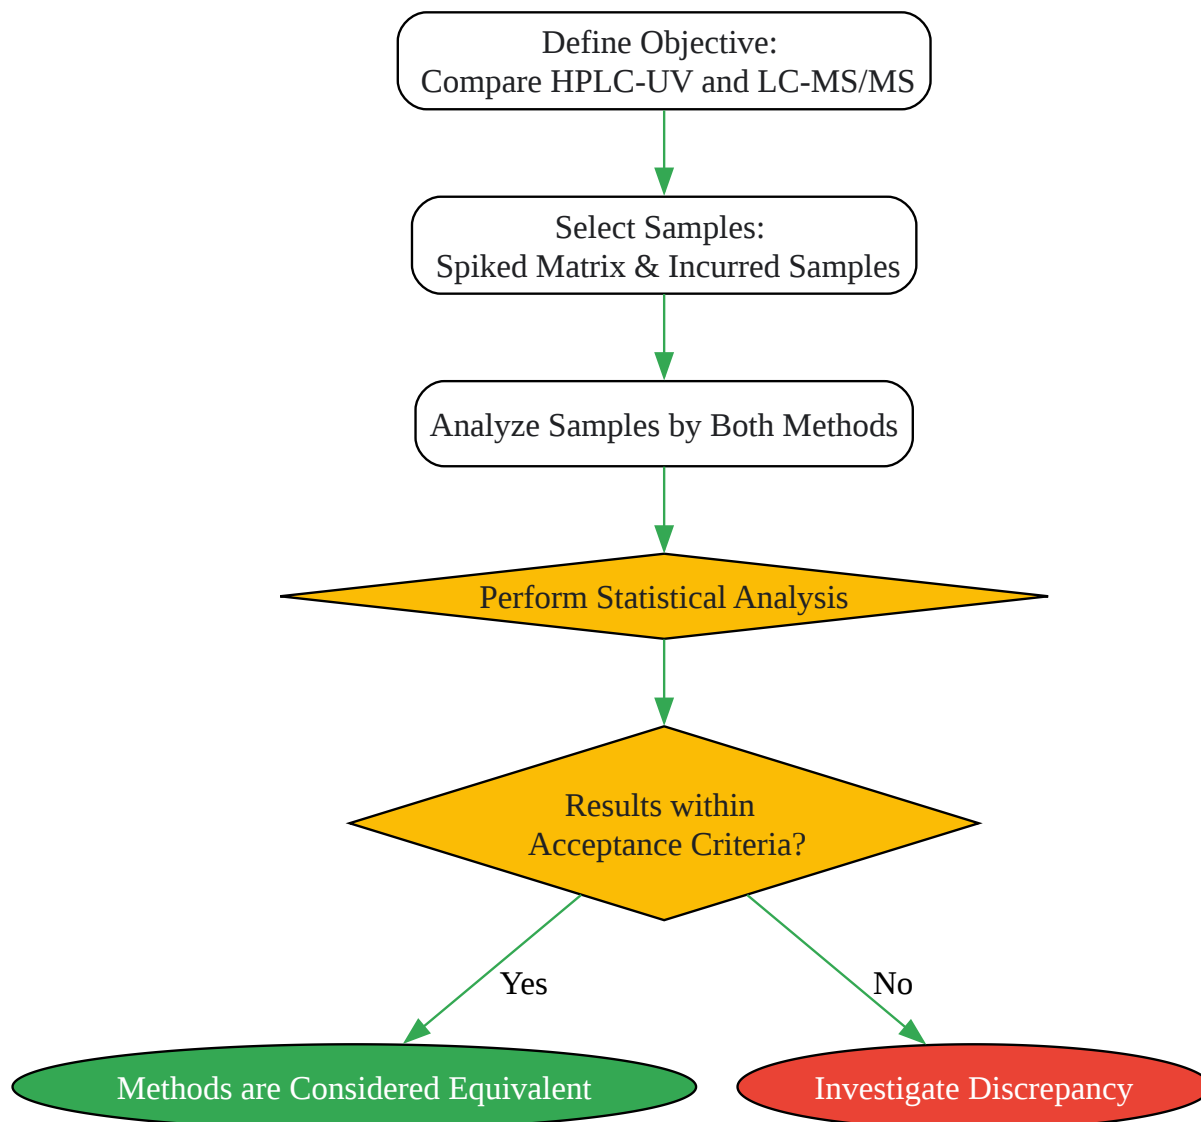 Define Objective:
Compare HPLC-UV and LC-MS/MS
Select Samples:
Spiked Matrix & Incurred Samples
Analyze Samples by Both Methods
Perform Statistical Analysis
Results within
Acceptance Criteria?
Yes
No
Methods are Considered Equivalent
Investigate Discrepancy